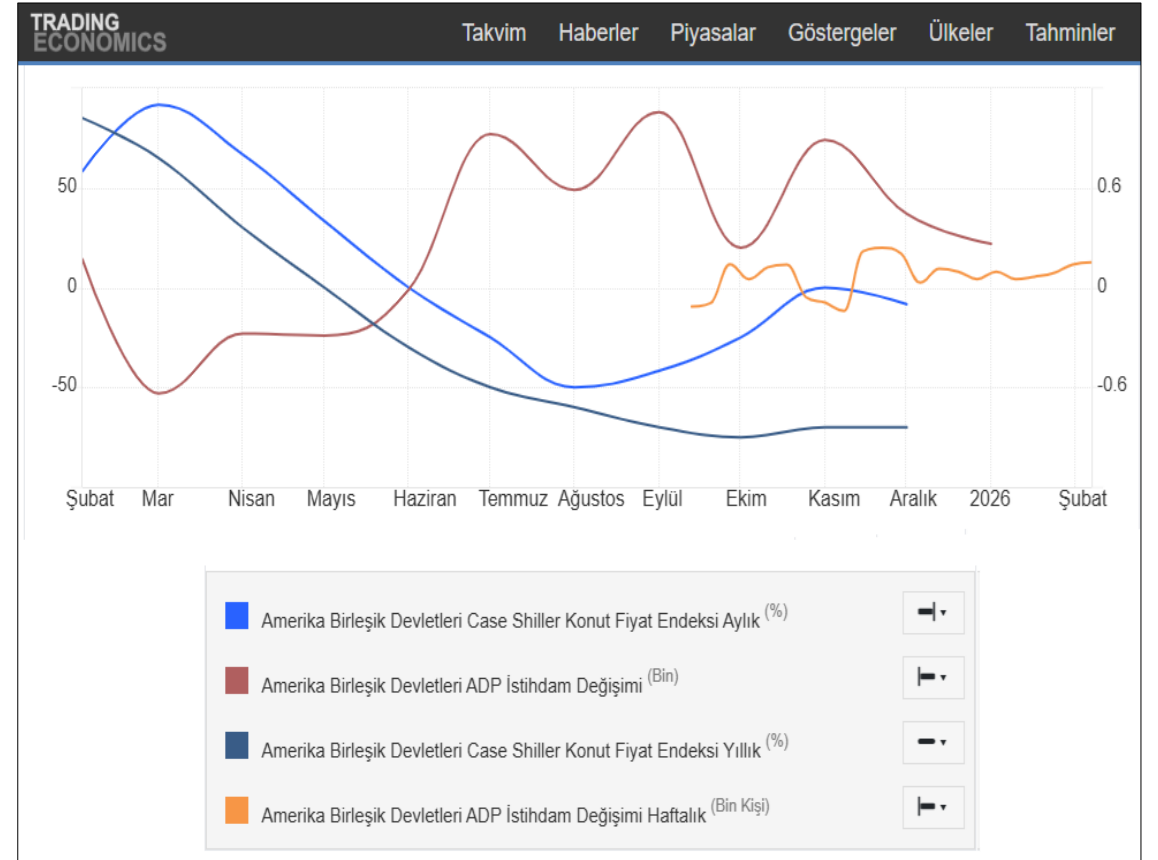 TRADING
ECONOMICS
Takvim Haberler Piyasalar Göstergeler Ülkeler Tahminler
50 0.6
0 0
-50 -0.6
Şubat Mar Nisan Mayıs Haziran Temmuz Ağustos Eylül Ekim Kasım Aralık 2026 Şubat
Amerika Birleşik Devletleri Case Shiller Konut Fiyat Endeksi Aylık (%)
Amerika Birleşik Devletleri ADP İstihdam Değişimi (Bin)
Amerika Birleşik Devletleri Case Shiller Konut Fiyat Endeksi Yıllık (%)
Amerika Birleşik Devletleri ADP İstihdam Değişimi Haftalık (Bin Kişi)